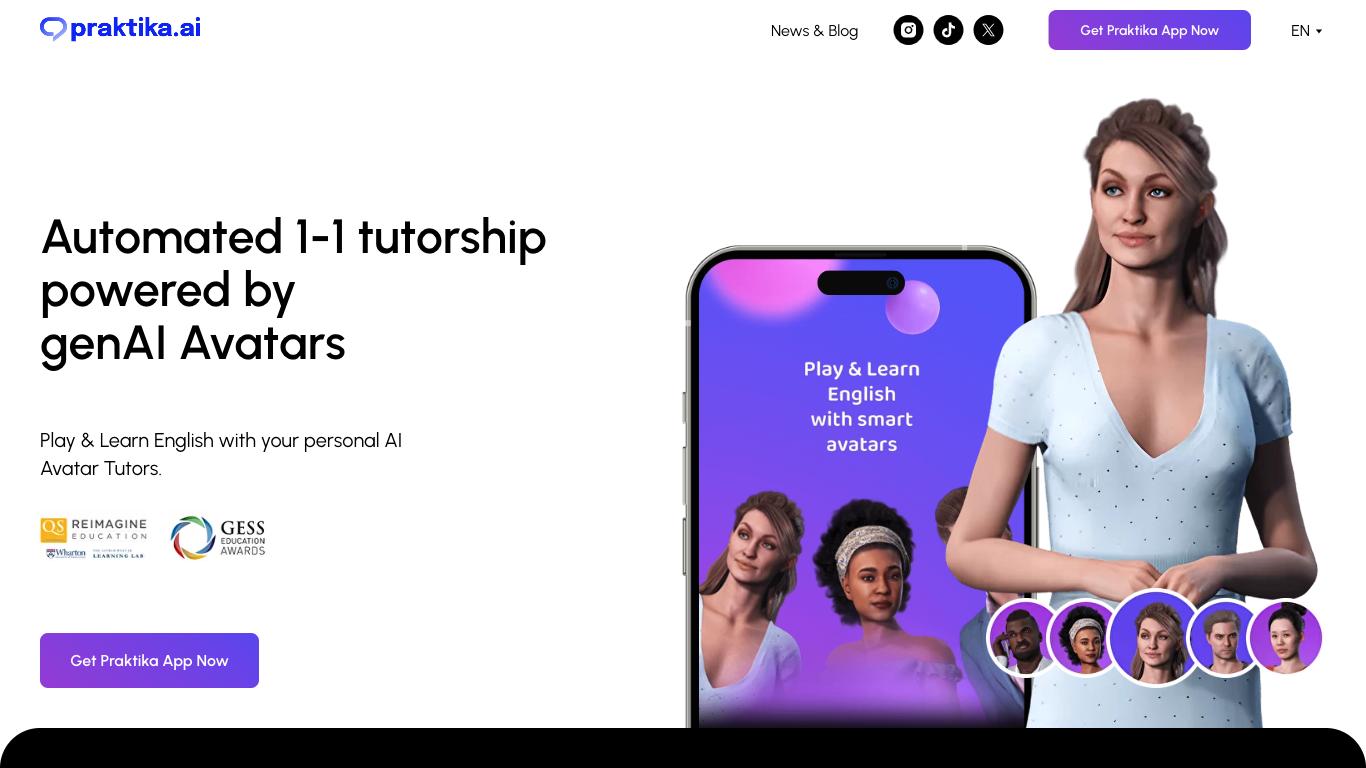 praktika.ai
News & Blog
Get Praktika App Now
EN
Automated 1-1 tutorship
powered by
genAI Avatars
Play & Learn English with your personal AI
Avatar Tutors.
QS REIMAGINE
EDUCATION
Wharton
LEARNING LAB
GESS
EDUCATION
AWARDS
Get Praktika App Now
Play & Learn
English
with smart
avatars